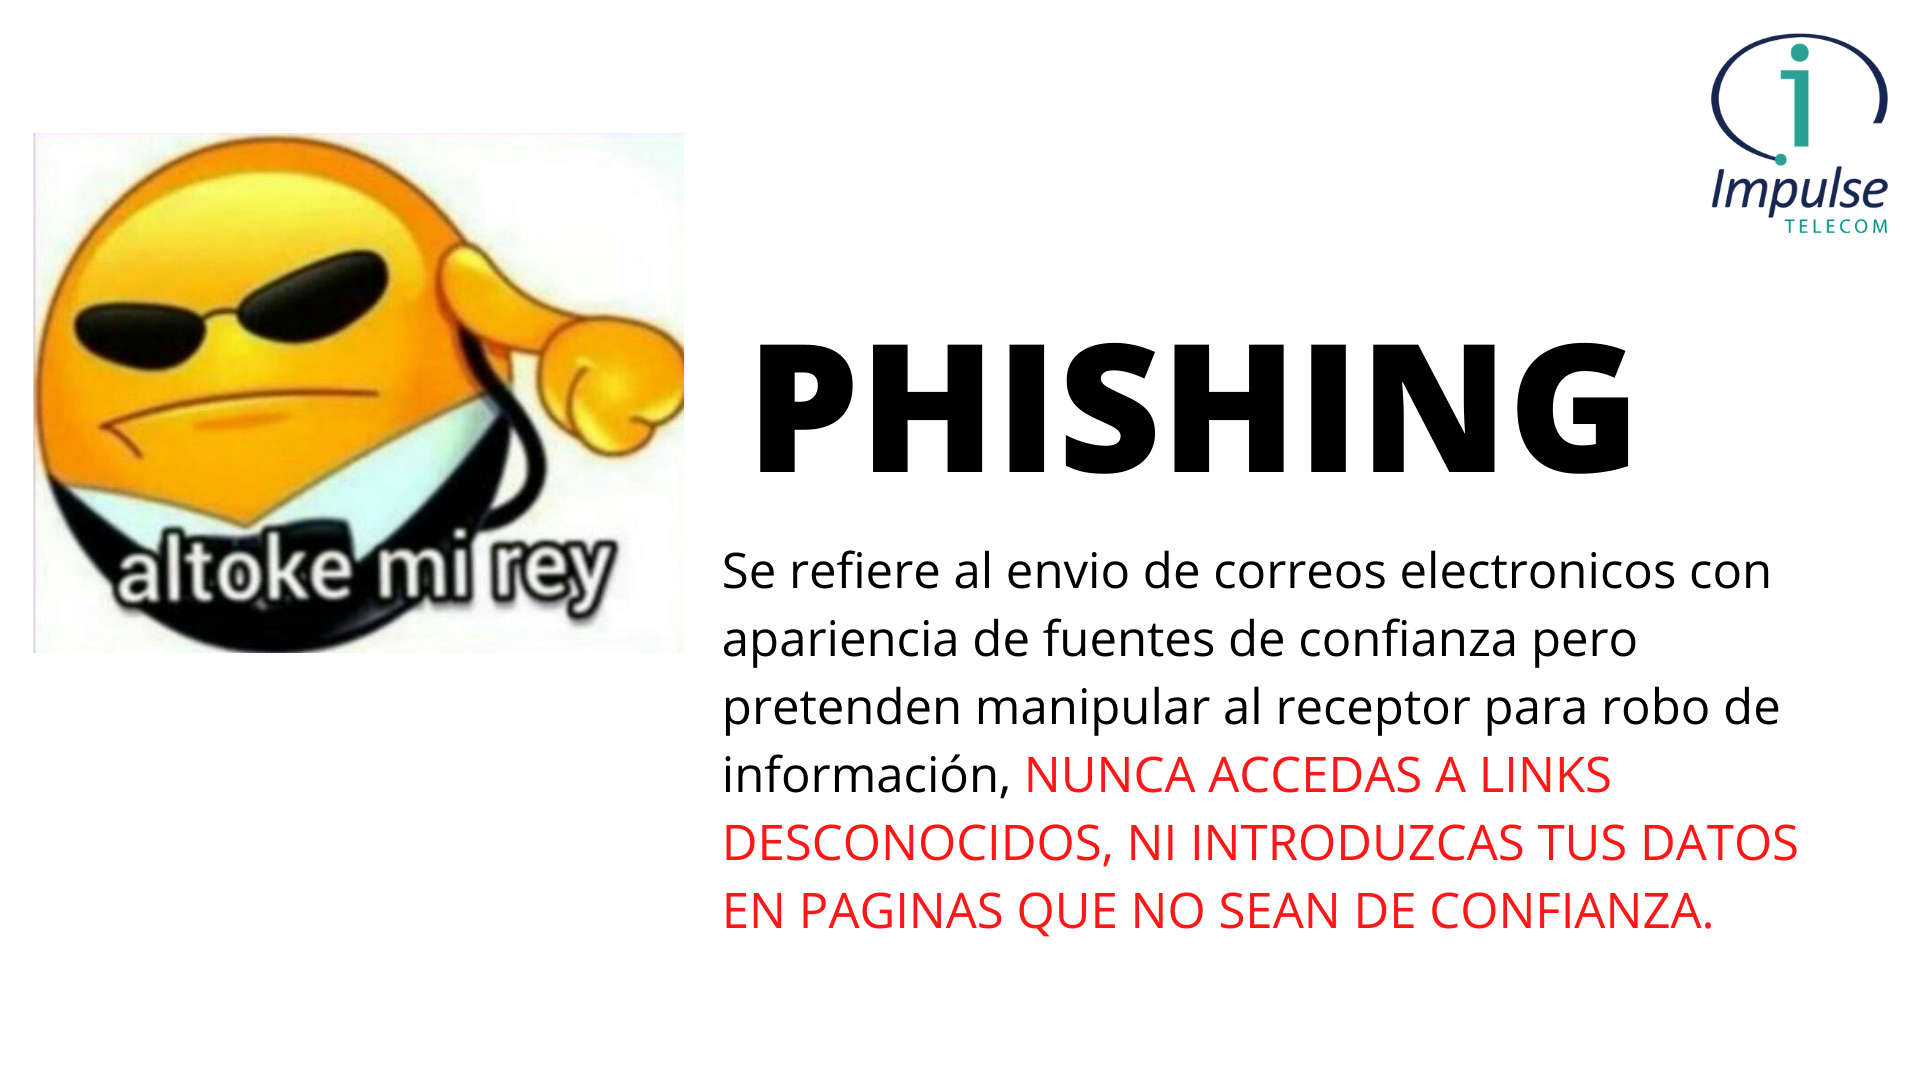 i
Impulse
TELECOM
altoke mi rey
PHISHING
Se refiere al envio de correos electronicos con
apariencia de fuentes de confianza pero
pretenden manipular al receptor para robo de
información, NUNCA ACCEDAS A LINKS
DESCONOCIDOS, NI INTRODUZCAS TUS DATOS
EN PAGINAS QUE NO SEAN DE CONFIANZA.